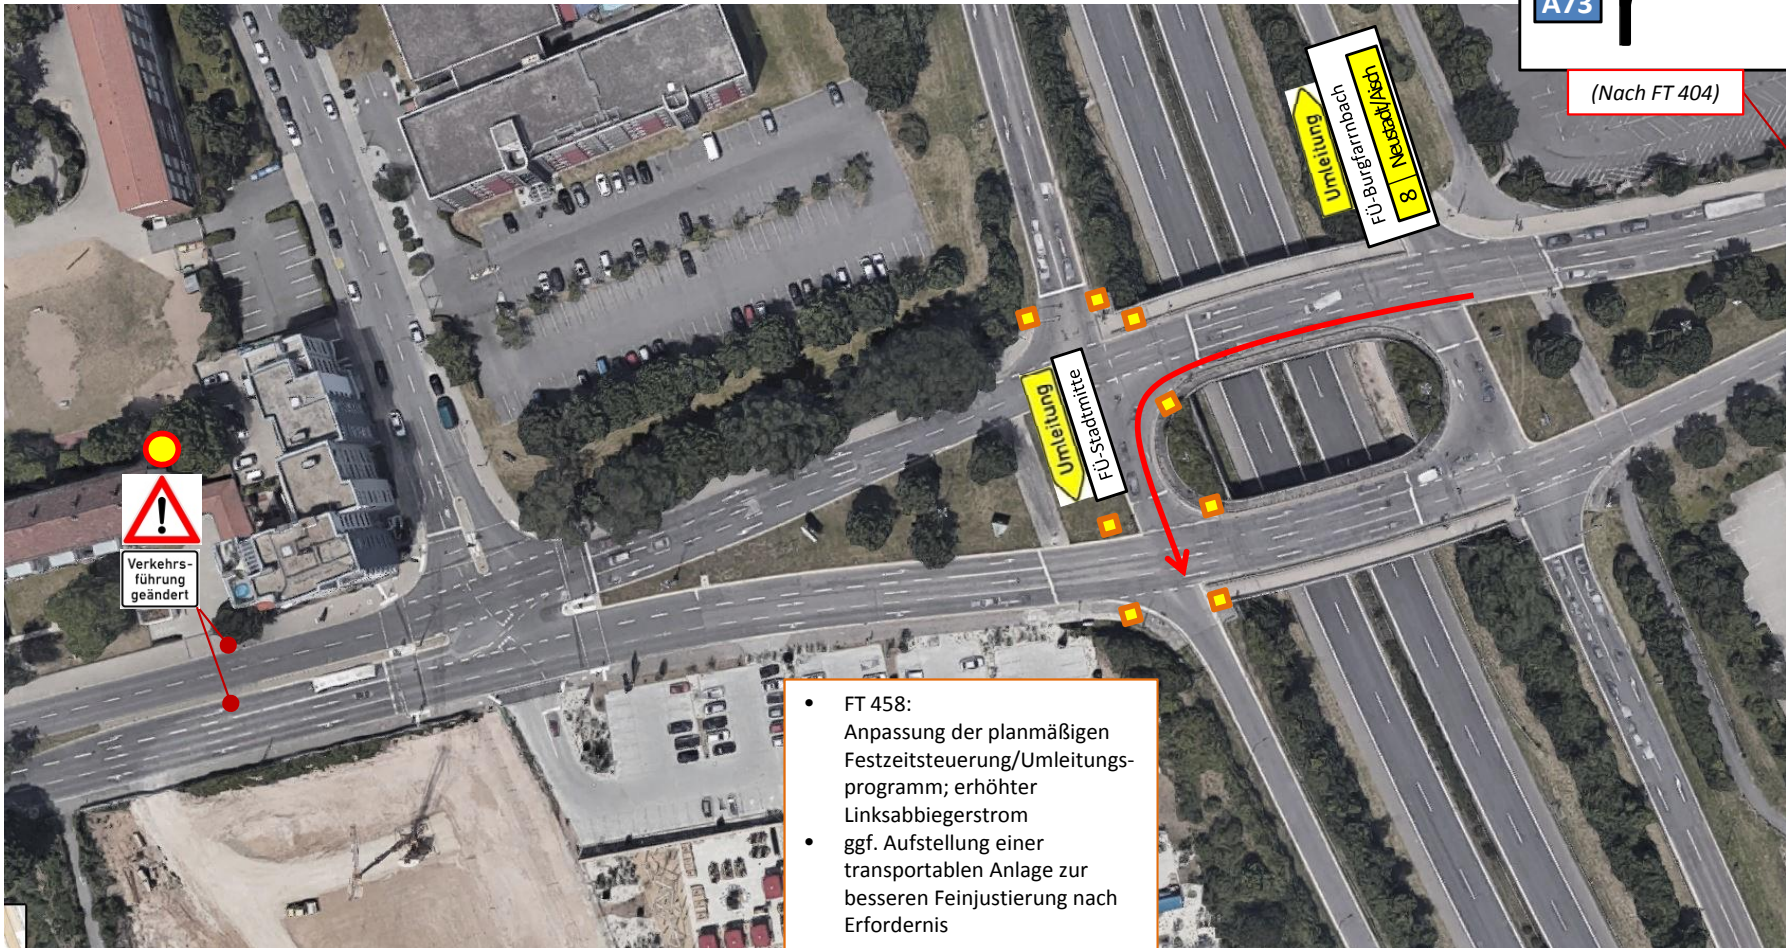 A73
(Nach FT 404)
Umleitung
FÜ-Burgfarrnbach
8 Neustadt/Aisch
Umleitung
FÜ-Stadtmitte
Verkehrs-
führung
geändert
• FT 458:
Anpassung der planmäßigen
Festzeitsteuerung/Umleitungs-
programm; erhöhter
Linksabbiegerstrom
• ggf. Aufstellung einer
transportablen Anlage zur
besseren Feinjustierung nach
Erfordernis